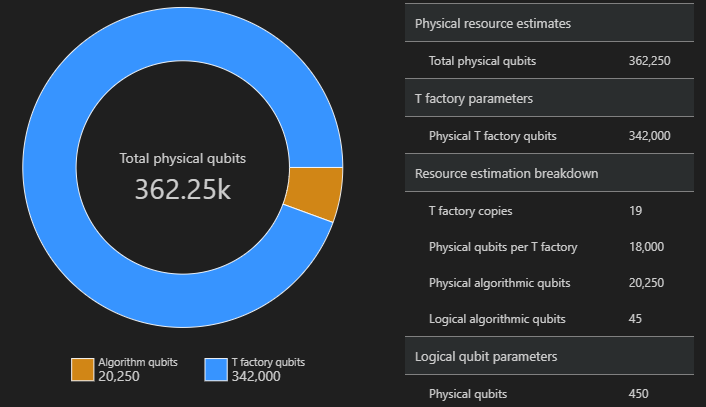 Total physical qubits
362.25k
Algorithm qubits
20,250
T factory qubits
342,000
Physical resource estimates
Total physical qubits 362,250
T factory parameters
Physical T factory qubits 342,000
Resource estimation breakdown
T factory copies 19
Physical qubits per T factory 18,000
Physical algorithmic qubits 20,250
Logical algorithmic qubits 45
Logical qubit parameters
Physical qubits 450